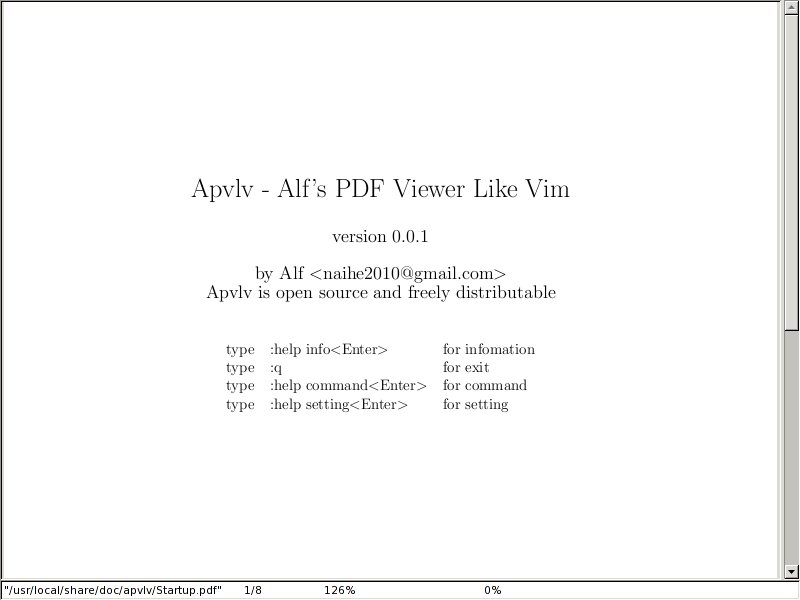 Apvlv - Alf's PDF Viewer Like Vim
version 0.0.1
by Alf <naihe2010@gmail.com>
Apvlv is open source and freely distributable
type :help info<Enter> for infomation
type :q for exit
type :help command<Enter> for command
type :help setting<Enter> for setting
"/usr/local/share/doc/apvlv/Startup.pdf" 1/8 126% 0%